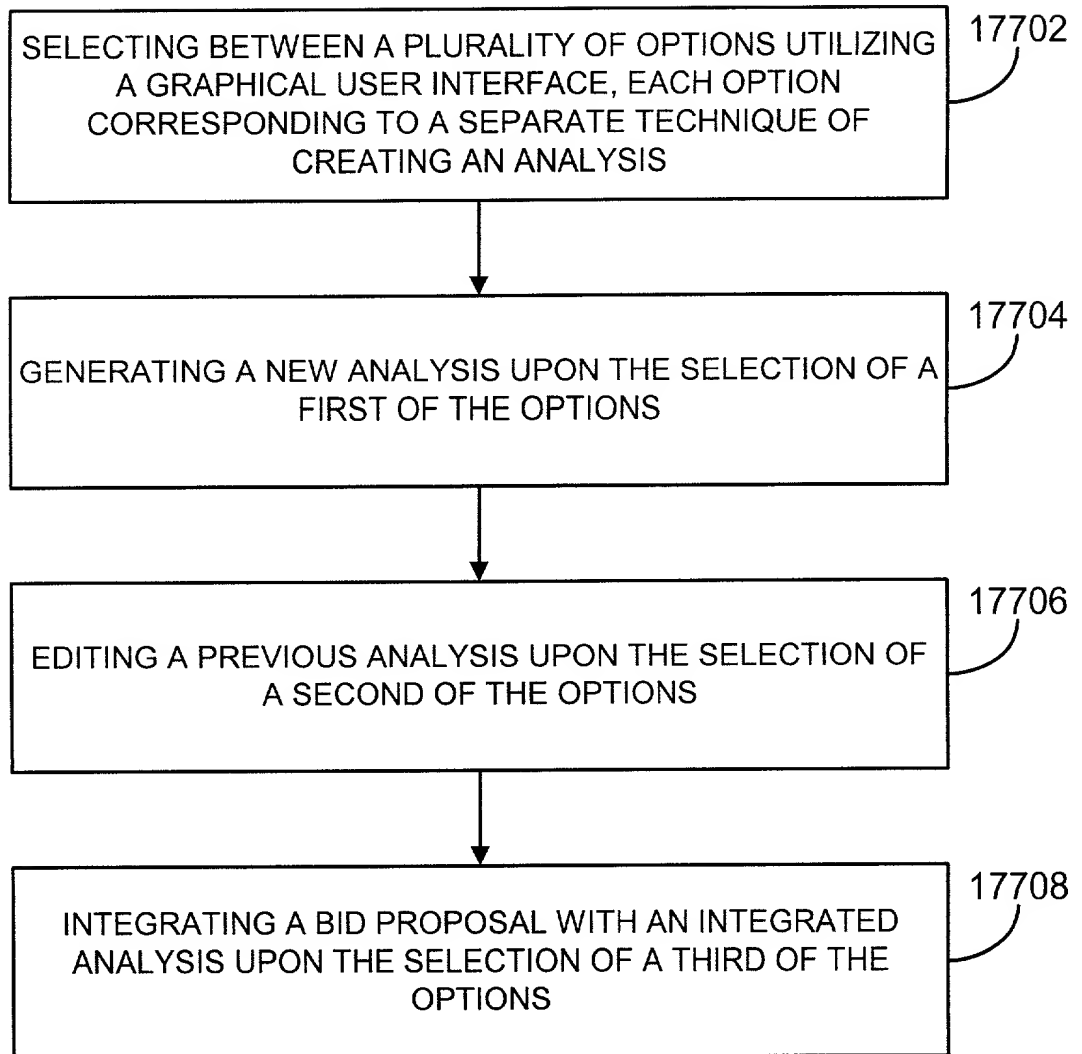 17702
SELECTING BETWEEN A PLURALITY OF OPTIONS UTILIZING
A GRAPHICAL USER INTERFACE, EACH OPTION
CORRESPONDING TO A SEPARATE TECHNIQUE OF
CREATING AN ANALYSIS
17704
GENERATING A NEW ANALYSIS UPON THE SELECTION OF A
FIRST OF THE OPTIONS
17706
EDITING A PREVIOUS ANALYSIS UPON THE SELECTION OF
A SECOND OF THE OPTIONS
17708
INTEGRATING A BID PROPOSAL WITH AN INTEGRATED
ANALYSIS UPON THE SELECTION OF A THIRD OF THE
OPTIONS